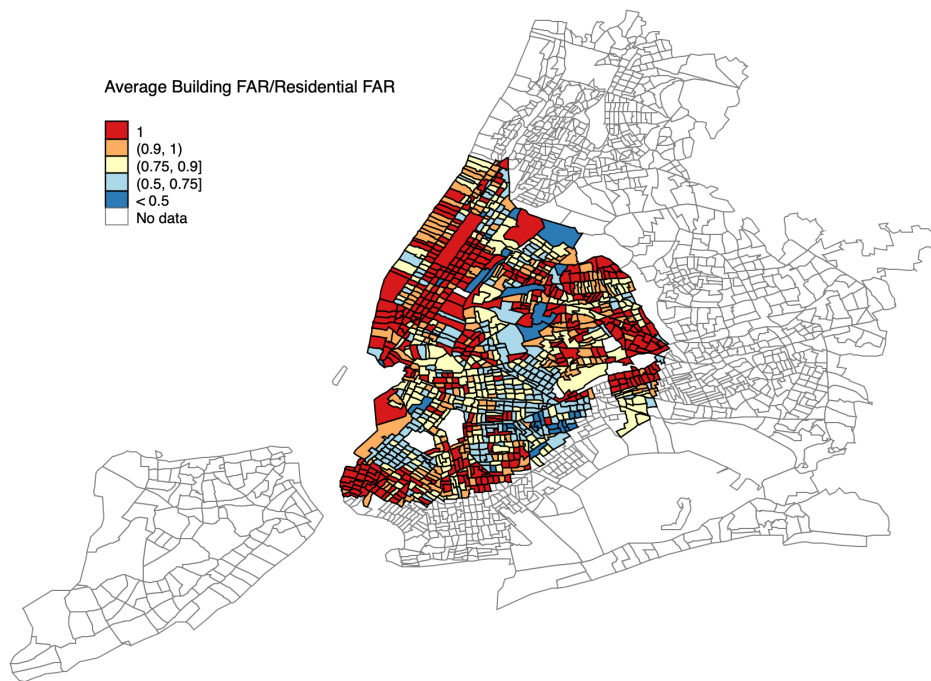 Average Building FAR/Residential FAR
1
(0.9, 1)
(0.75, 0.9]
(0.5, 0.75]
< 0.5
No data